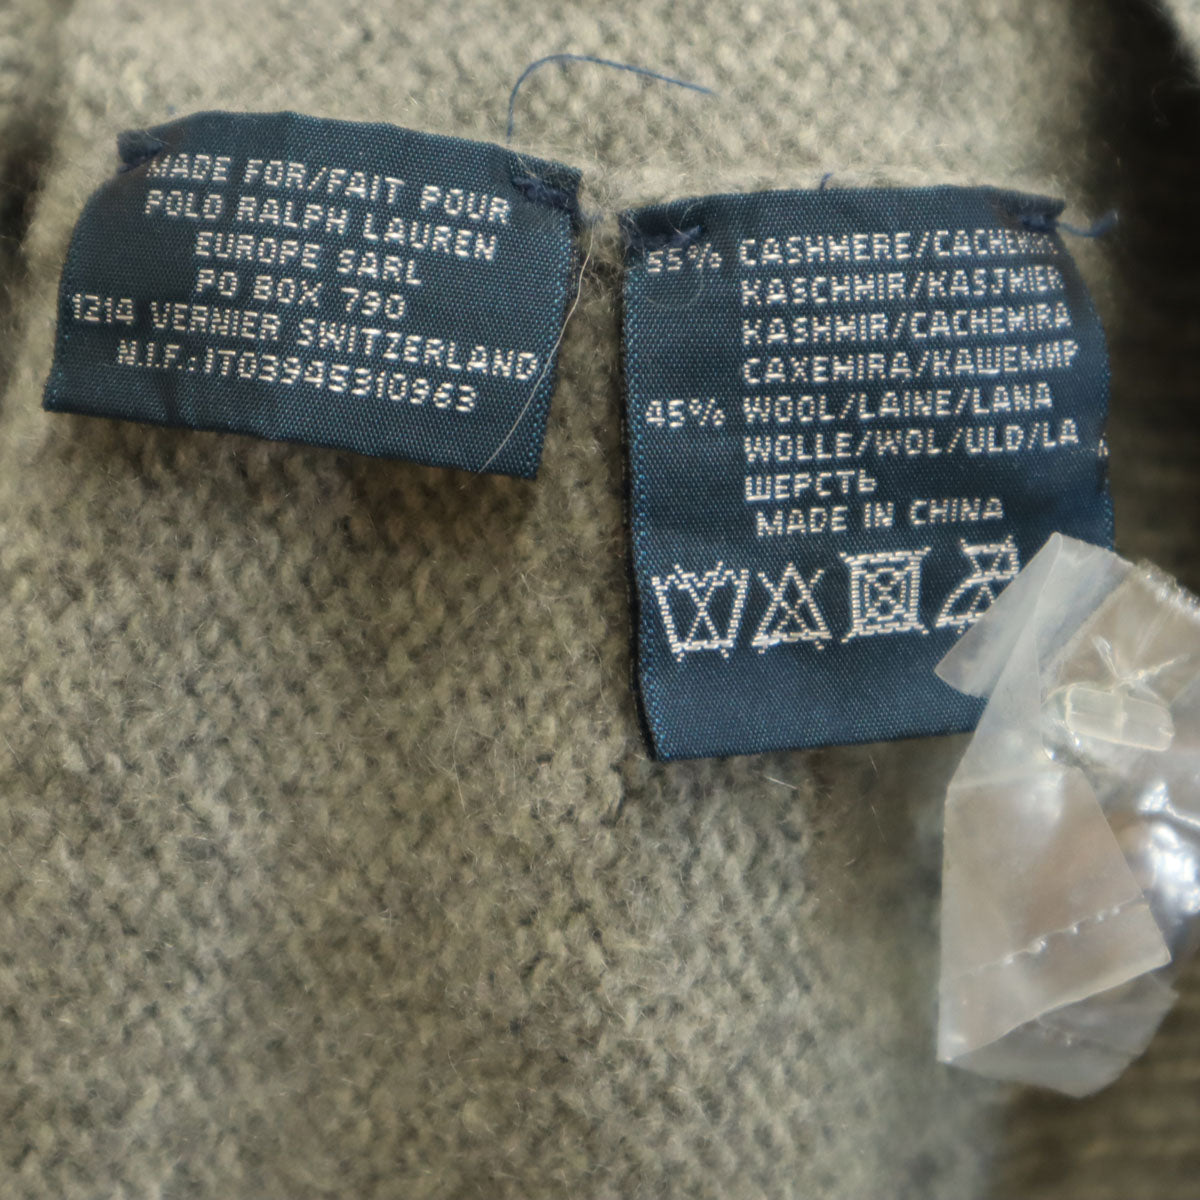 MADE FOR/FAIT POUR
POLO RALPH LAUREN
EUROPE SARL
PO BOX 790
1214 VERNIER SWITZERLAND
N.I.F.:IT03945310963
55% CASHMERE/CACHEMIRE
KASCHMIR/KASJMIER
KASHMIR/CACHEMIRA
CAXEMIRA/КАШЕМИР
45% WOOL/LAINE/LANA
WOLLE/WOL/ULD/LA
ШЕРСТЬ
MADE IN CHINA